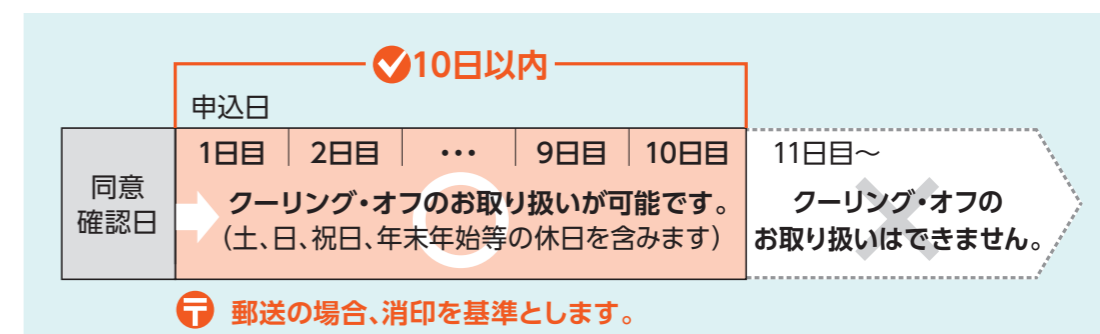 10日以内
申込日
同意
確認日
1日目 2日目 ・・・ 9日目 10日目
クーリング・オフのお取り扱いが可能です。
(土、日、祝日、年末年始等の休日を含みます)
11日目〜
クーリング・オフの
お取り扱いはできません。
〒 郵送の場合、消印を基準とします。